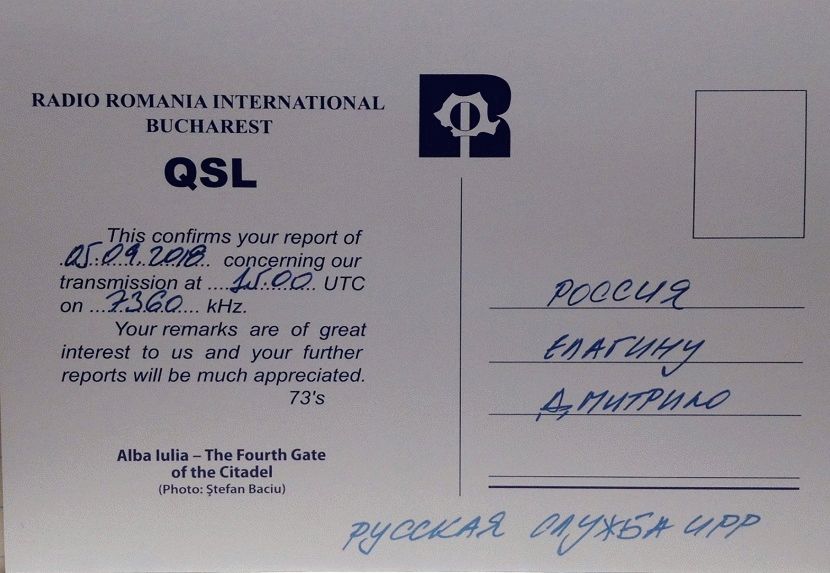 RADIO ROMANIA INTERNATIONAL
BUCHAREST
QSL
This confirms your report of
05.09.2018 concerning our
transmission at ....15.00.. UTC
on ...7360.... kHz.
Your remarks are of great
interest to us and your further
reports will be much appreciated.
73's
Alba Iulia – The Fourth Gate
of the Citadel
(Photo: Ştefan Baciu)
R
РОССИЯ
ЕЛАГИНУ
ДМИТРИЮ
РУССКАЯ СЛУЖБА ИРР